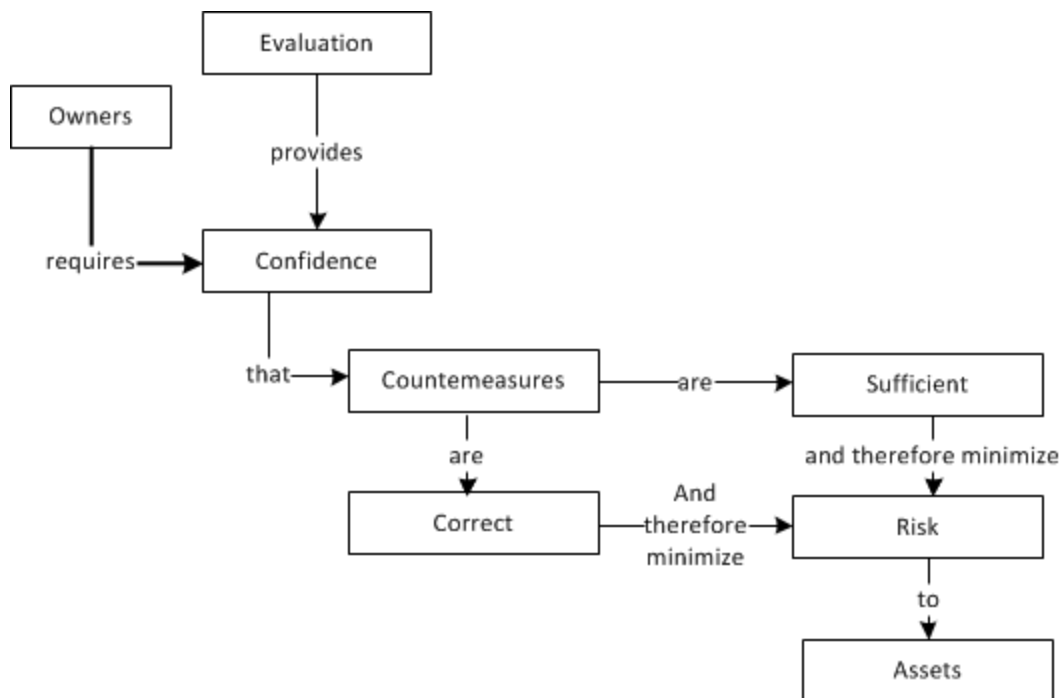 Evaluation
Owners
provides
requires
Confidence
that
Countemeasures
are
Sufficient
are
and therefore minimize
Correct
And
therefore
minimize
Risk
to
Assets